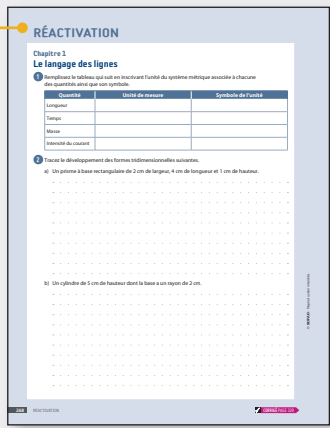 RÉACTIVATION
Chapitre 1
Le langage des lignes
1 Remplissez le tableau qui suit en inscrivant l'unité du système métrique associée à chacune
des quantités ainsi que son symbole.
Quantité Unité de mesure Symbole de l'unité
Longueur
Temps
Masse
Intensité du courant
2 Tracez le développement des formes tridimensionnelles suivantes.
a) Un prisme à base rectangulaire de 2 cm de largeur, 4 cm de longueur et 1 cm de hauteur.
b) Un cylindre de 5 cm de hauteur dont la base a un rayon de 2 cm.
268 RÉACTIVATION
CORRIGÉ PAGE